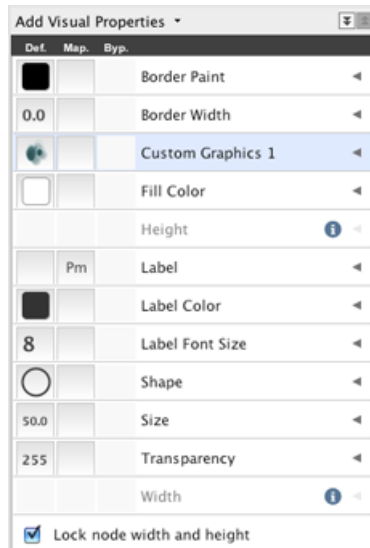 Add Visual Properties
Def. Map. Byp.
Border Paint
0.0 Border Width
Custom Graphics 1
Fill Color
Height
Pm Label
Label Color
8 Label Font Size
Shape
50.0 Size
255 Transparency
Width
Lock node width and height